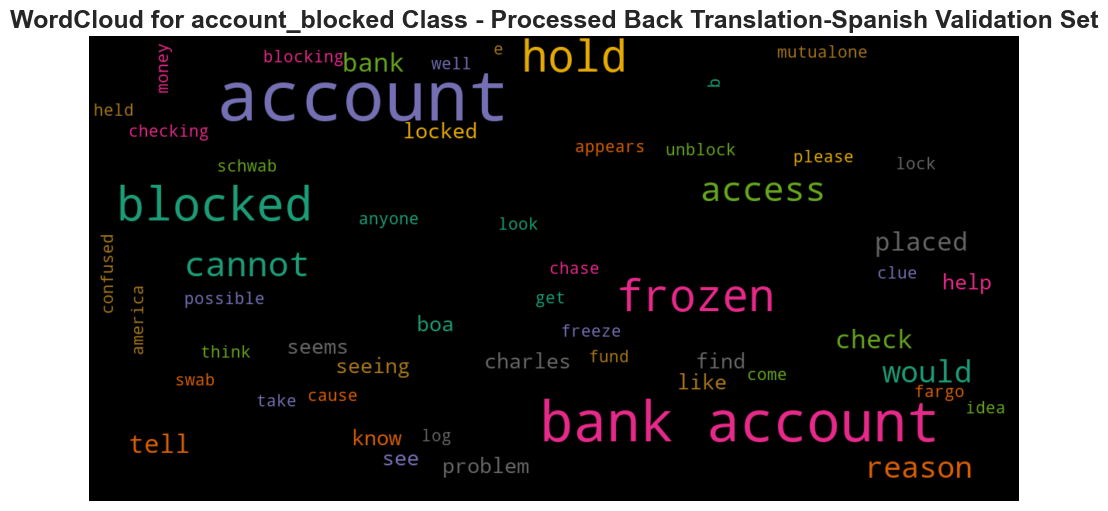 WordCloud for account_blocked Class - Processed Back Translation-Spanish Validation Set
money
blocking
bank
well
e
hold
mutualone
b
account
held
checking
locked
appears
unblock
please
lock
schwab
blocked
access
anyone
look
placed
confused
cannot
chase
clue
help
possible
get
frozen
america
boa
freeze
check
think
seems
seeing
charles
fund
find
would
swab
like
come
fargo
take
cause
idea
bank account
tell
know
log
see
problem
reason